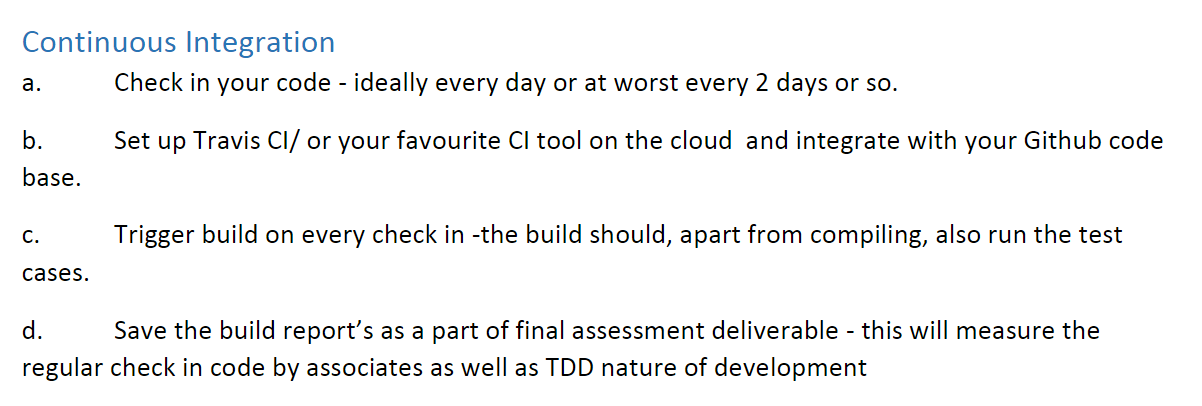 Continuous Integration
a. Check in your code - ideally every day or at worst every 2 days or so.
b. Set up Travis CI/ or your favourite CI tool on the cloud  and integrate with your Github code
base.
c. Trigger build on every check in -the build should, apart from compiling, also run the test
cases.
d. Save the build report’s as a part of final assessment deliverable - this will measure the
regular check in code by associates as well as TDD nature of development